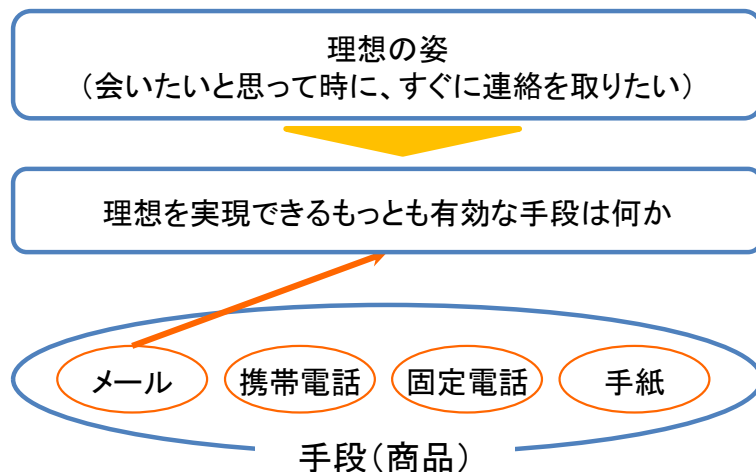 理想の姿
（会いたいと思って時に、すぐに連絡を取りたい）
理想を実現できるもっとも有効な手段は何か
メール
携帯電話
固定電話
手紙
手段（商品）